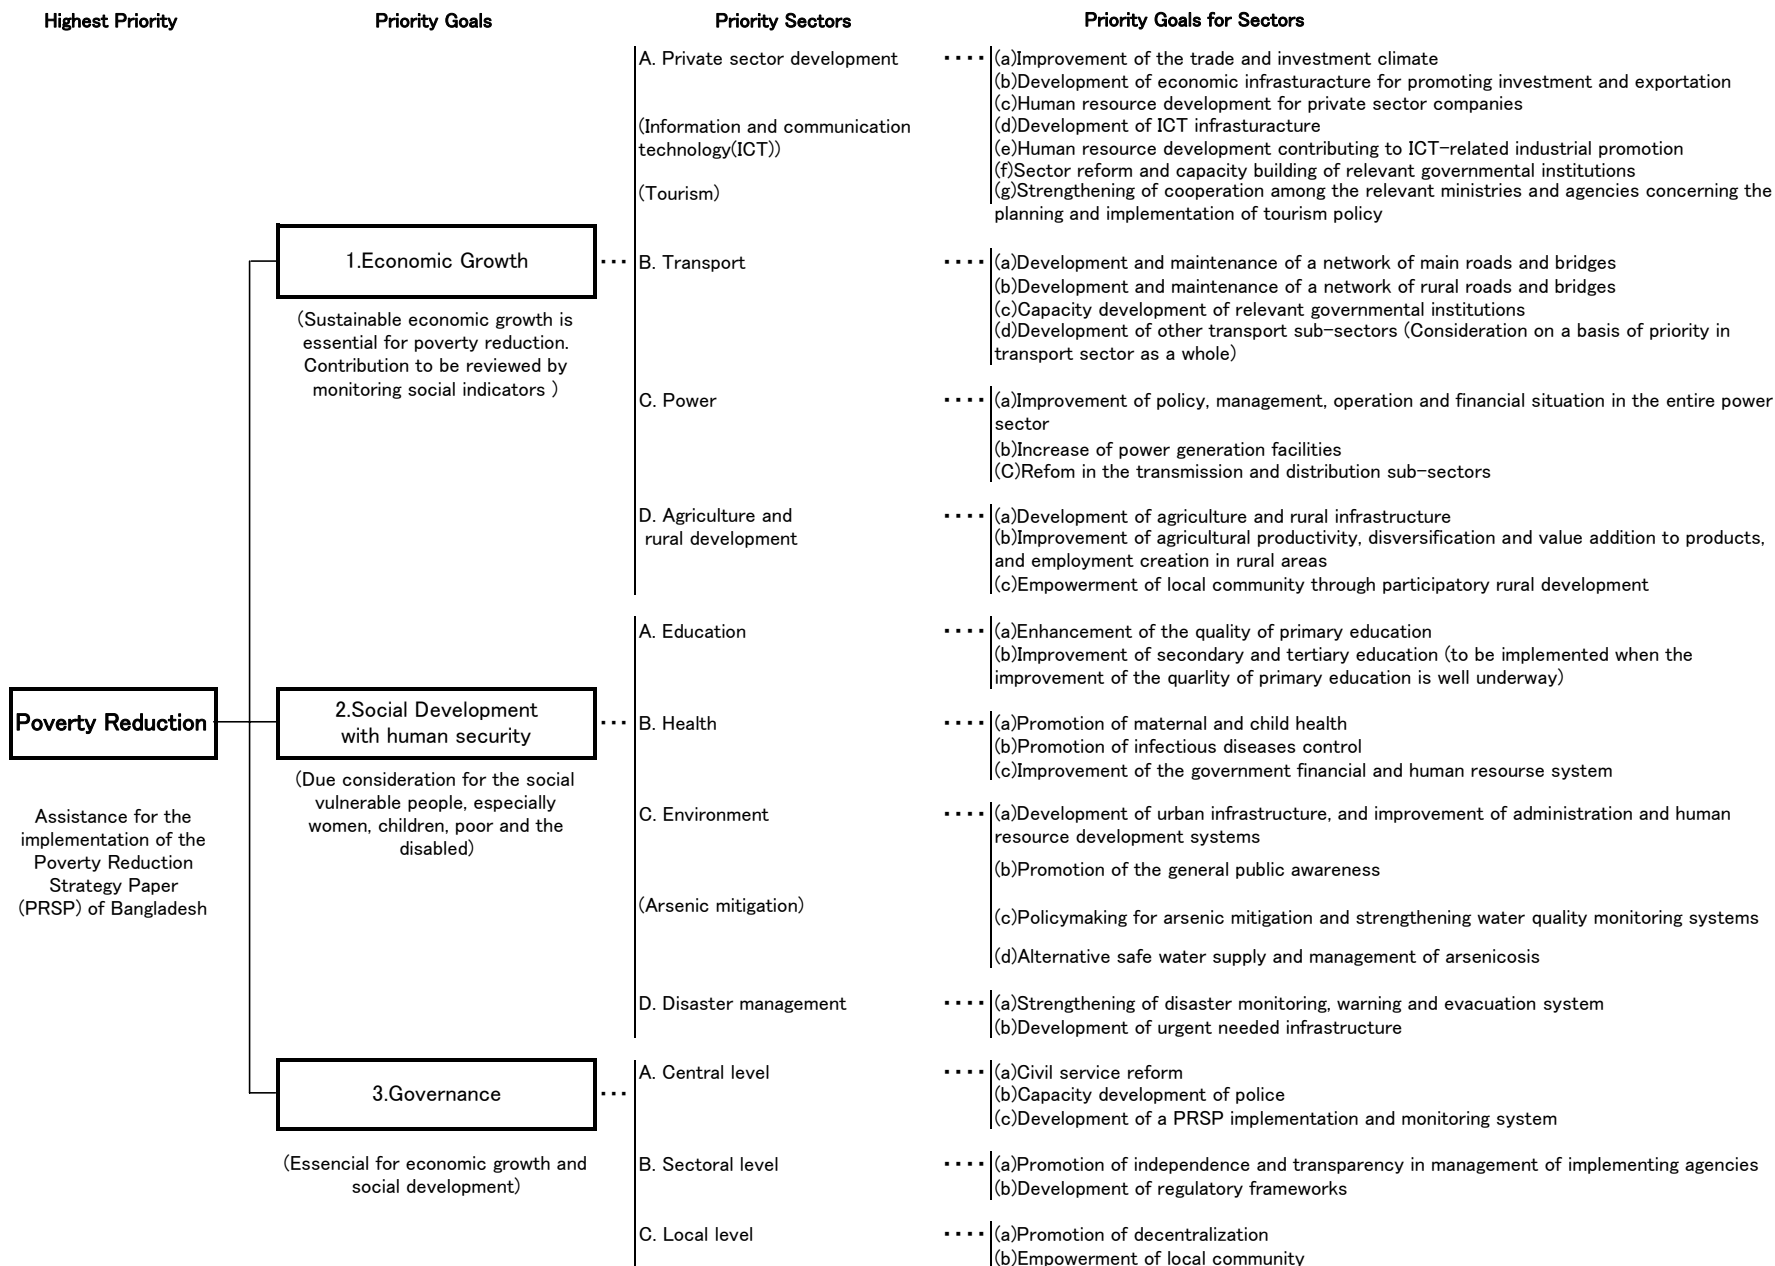 Highest Priority
Priority Goals
Priority Sectors
Priority Goals for Sectors
Poverty Reduction
Assistance for the
implementation of the
Poverty Reduction
Strategy Paper
(PRSP) of Bangladesh
1.Economic Growth
(Sustainable economic growth is
essential for poverty reduction.
Contribution to be reviewed by
monitoring social indicators )
A. Private sector development
(a)Improvement of the trade and investment climate
(b)Development of economic infrasturacture for promoting investment and exportation
(c)Human resource development for private sector companies
(Information and communication
technology(ICT))
(d)Development of ICT infrasturacture
(e)Human resource development contributing to ICT-related industrial promotion
(f)Sector reform and capacity building of relevant governmental institutions
(Tourism)
(g)Strengthening of cooperation among the relevant ministries and agencies concerning the
planning and implementation of tourism policy
B. Transport
(a)Development and maintenance of a network of main roads and bridges
(b)Development and maintenance of a network of rural roads and bridges
(c)Capacity development of relevant governmental institutions
(d)Development of other transport sub-sectors (Consideration on a basis of priority in
transport sector as a whole)
C. Power
(a)Improvement of policy, management, operation and financial situation in the entire power
sector
(b)Increase of power generation facilities
(C)Refom in the transmission and distribution sub-sectors
D. Agriculture and
rural development
(a)Development of agriculture and rural infrastructure
(b)Improvement of agricultural productivity, disversification and value addition to products,
and employment creation in rural areas
(c)Empowerment of local community through participatory rural development
2.Social Development
with human security
(Due consideration for the social
vulnerable people, especially
women, children, poor and the
disabled)
A. Education
(a)Enhancement of the quality of primary education
(b)Improvement of secondary and tertiary education (to be implemented when the
improvement of the quarlity of primary education is well underway)
B. Health
(a)Promotion of maternal and child health
(b)Promotion of infectious diseases control
(c)Improvement of the government financial and human resourse system
C. Environment
(a)Development of urban infrastructure, and improvement of administration and human
resource development systems
(b)Promotion of the general public awareness
(Arsenic mitigation)
(c)Policymaking for arsenic mitigation and strengthening water quality monitoring systems
(d)Alternative safe water supply and management of arsenicosis
D. Disaster management
(a)Strengthening of disaster monitoring, warning and evacuation system
(b)Development of urgent needed infrastructure
3.Governance
(Essencial for economic growth and
social development)
A. Central level
(a)Civil service reform
(b)Capacity development of police
(c)Development of a PRSP implementation and monitoring system
B. Sectoral level
(a)Promotion of independence and transparency in management of implementing agencies
(b)Development of regulatory frameworks
C. Local level
(a)Promotion of decentralization
(b)Empowerment of local community